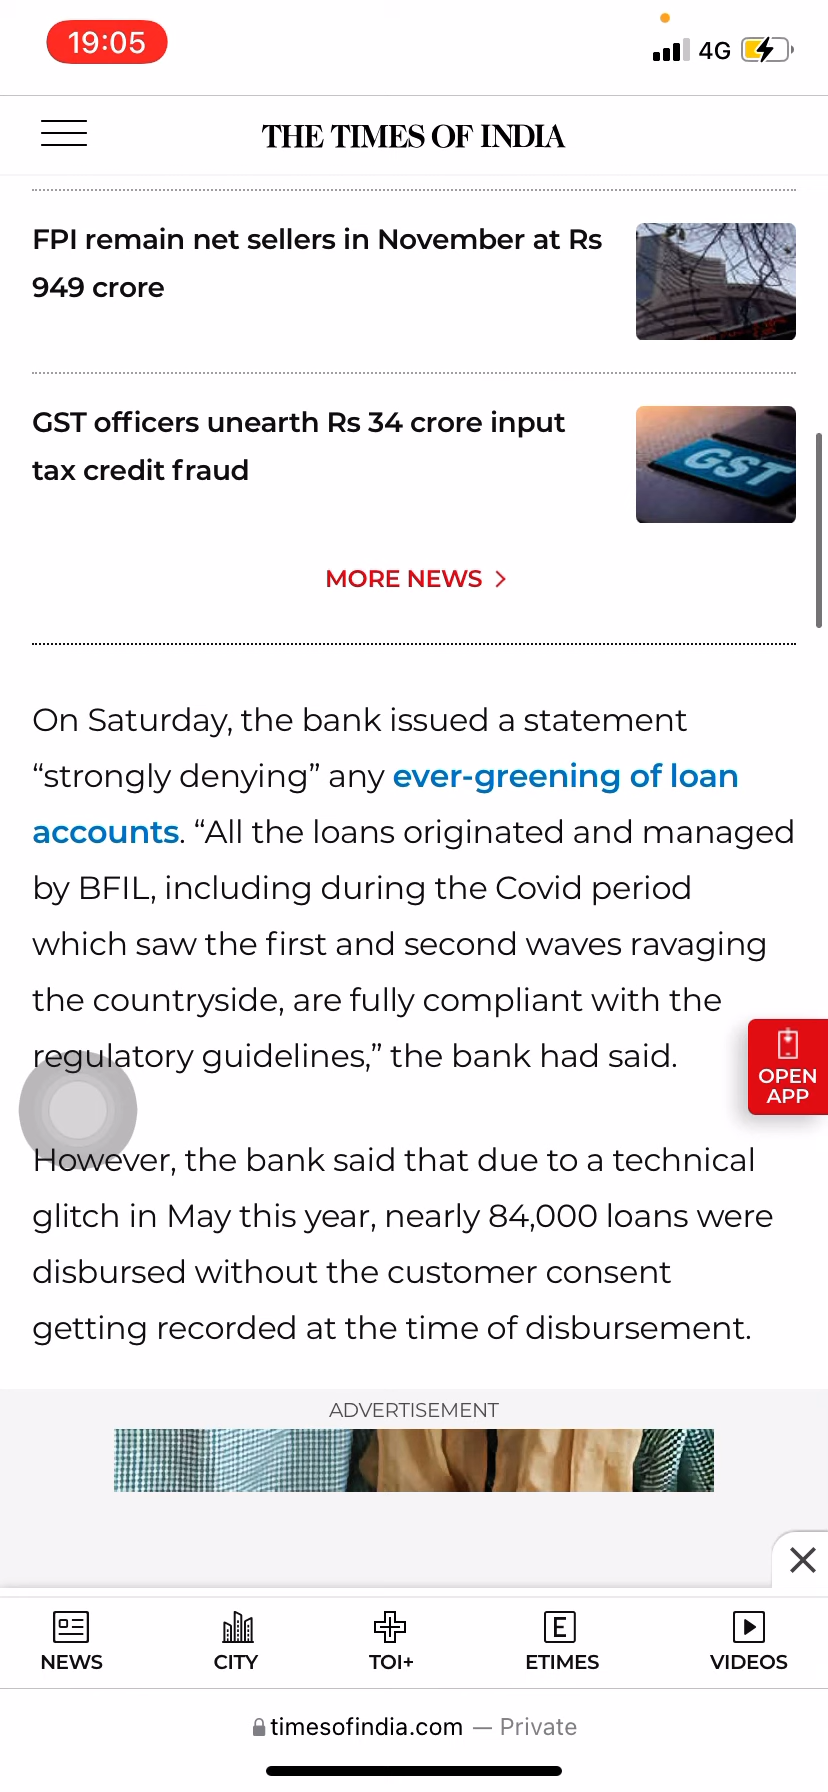 19:05
4G
THE TIMES OF INDIA
FPI remain net sellers in November at Rs
949 crore
GST officers unearth Rs 34 crore input
tax credit fraud
GST
MORE NEWS >
On Saturday, the bank issued a statement
“strongly denying” any ever-greening of loan
accounts. “All the loans originated and managed
by BFIL, including during the Covid period
which saw the first and second waves ravaging
the countryside, are fully compliant with the
regulatory guidelines,” the bank had said.
OPEN
APP
However, the bank said that due to a technical
glitch in May this year, nearly 84,000 loans were
disbursed without the customer consent
getting recorded at the time of disbursement.
ADVERTISEMENT
NEWS
CITY
TOI+
E
ETIMES
VIDEOS
timesofindia.com — Private